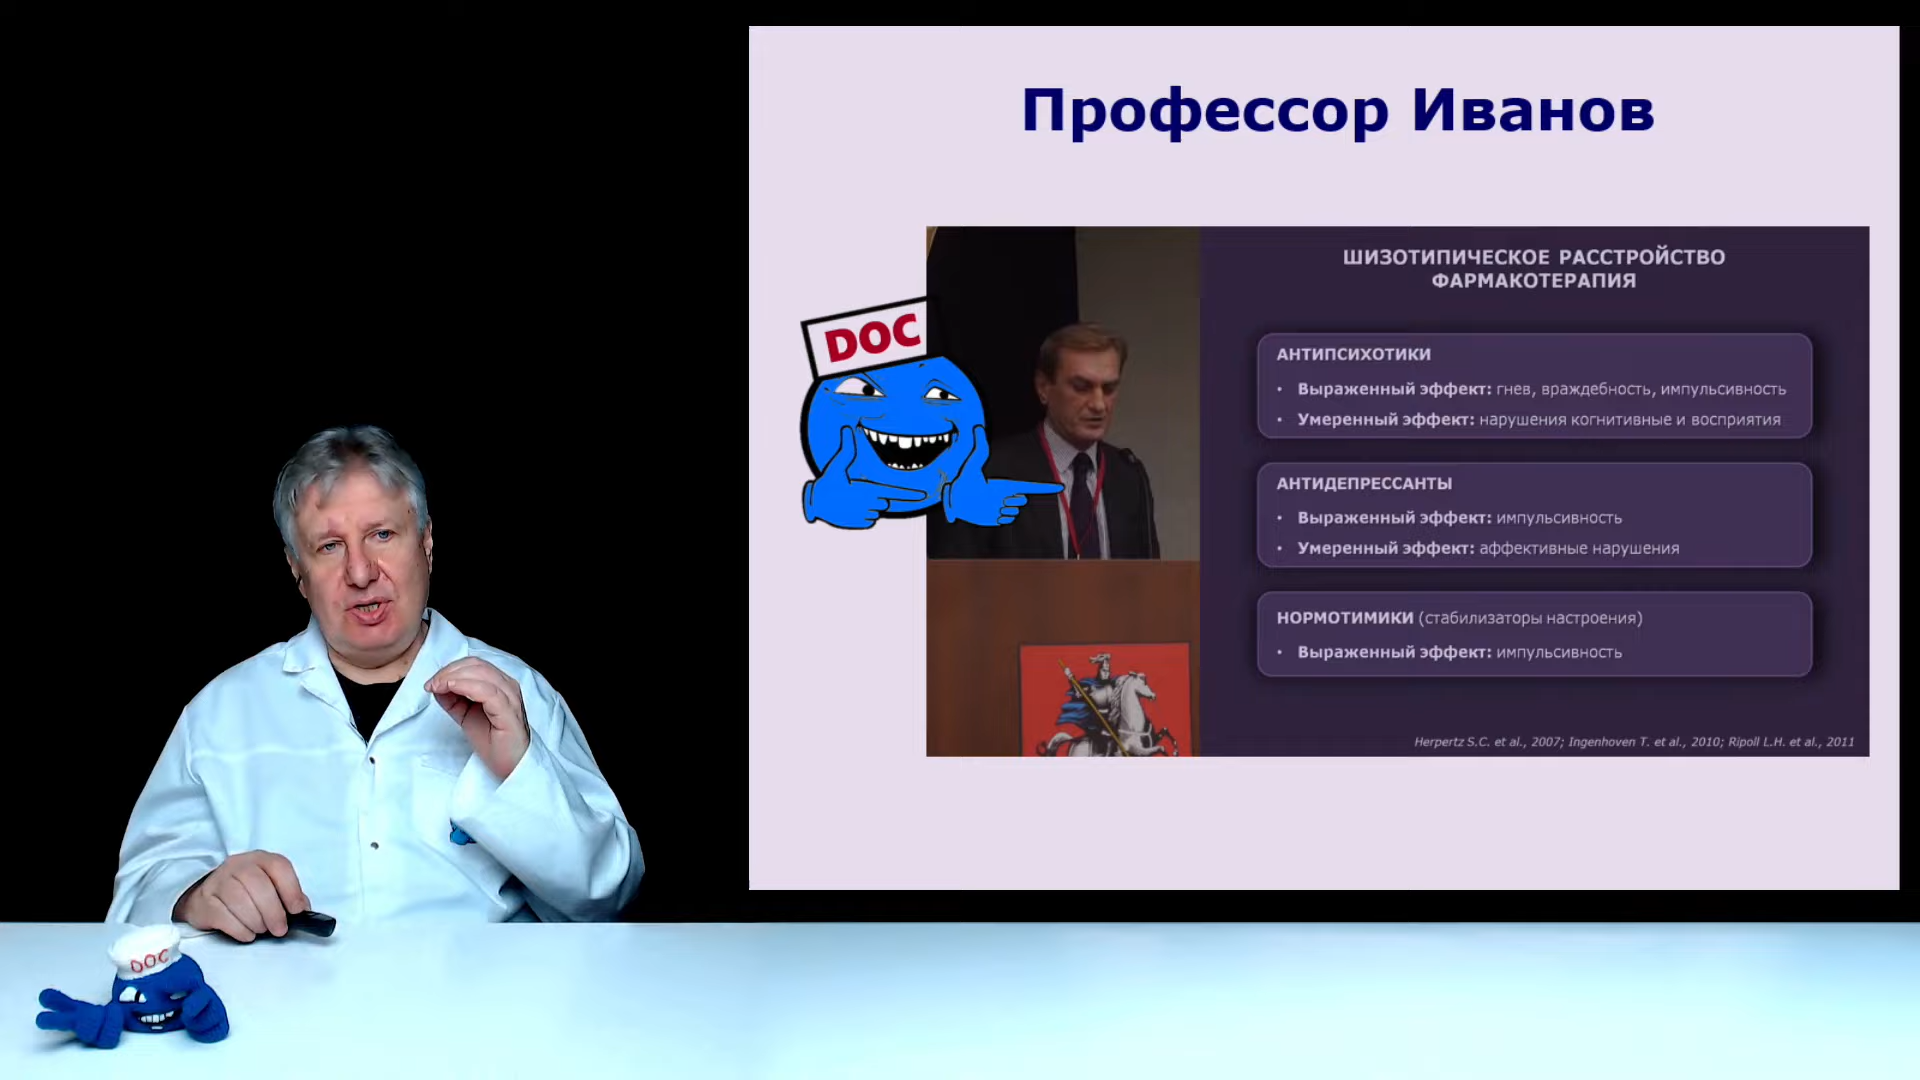 Профессор Иванов
DOC
ШИЗОТИПИЧЕСКОЕ РАССТРОЙСТВО
ФАРМАКОТЕРАПИЯ
АНТИПСИХОТИКИ
• Выраженный эффект: гнев, враждебность, импульсивность
• Умеренный эффект: нарушения когнитивные и восприятия
АНТИДЕПРЕССАНТЫ
• Выраженный эффект: импульсивность
• Умеренный эффект: аффективные нарушения
НОРМОТИМИКИ (стабилизаторы настроения)
• Выраженный эффект: импульсивность
Herpertz S.C. et al., 2007; Ingenhoven T. et al., 2010; Ripoll L.H. et al., 2011
DOC